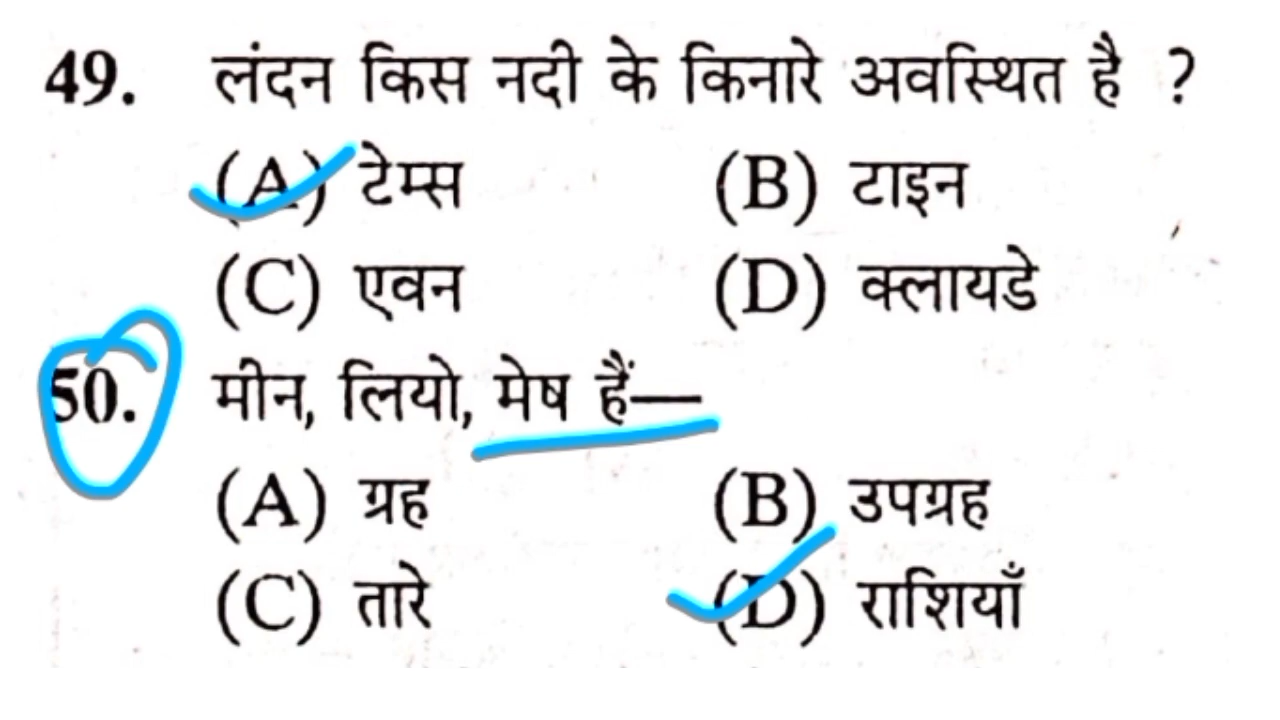 49. लंदन किस नदी के किनारे अवस्थित है ?
(A) टेम्स (B) टाइन
(C) एवन (D) क्लायडे
50. मीन, लियो, मेष हैं—
(A) ग्रह (B) उपग्रह
(C) तारे (D) राशियाँ